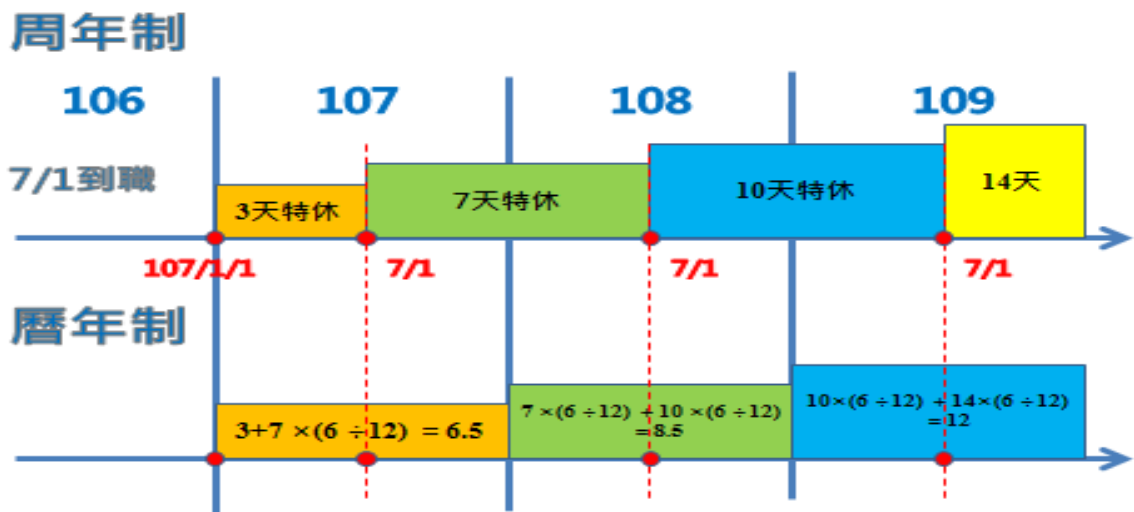 周年制
106
107
108
109
7/1到職
3天特休
7天特休
10天特休
14天
107/1/1
7/1
7/1
7/1
曆年制
3+7 ×(6 ÷12) = 6.5
7 ×(6 ÷12) + 10 ×(6 ÷12)
=8.5
10×(6 ÷12) + 14×(6 ÷12)
=12